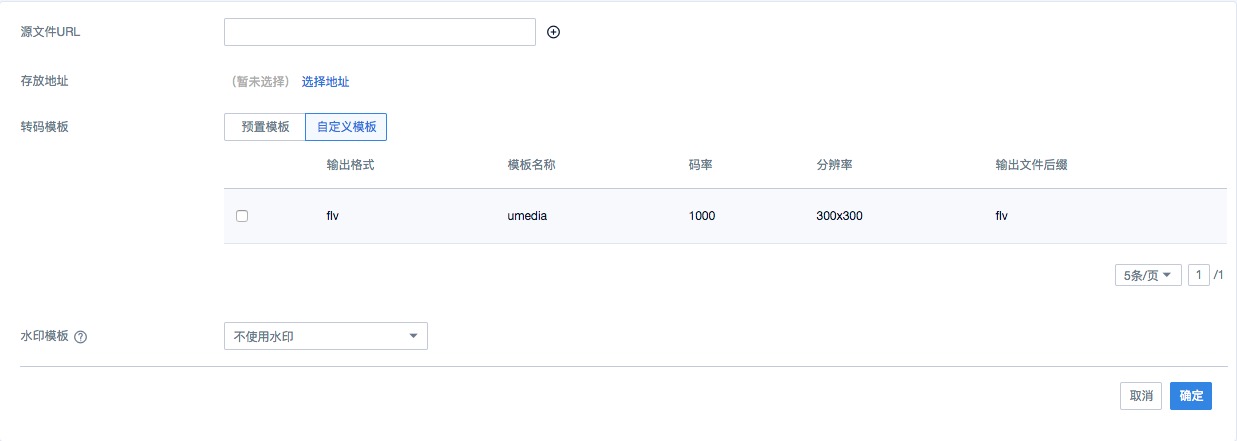 源文件URL
存放地址 （暂未选择） 选择地址
转码模板 预置模板 自定义模板
输出格式 模板名称 码率 分辨率 输出文件后缀
flv umedia 1000 300x300 flv
5条/页 1 /1
水印模板 ? 不使用水印
取消 确定